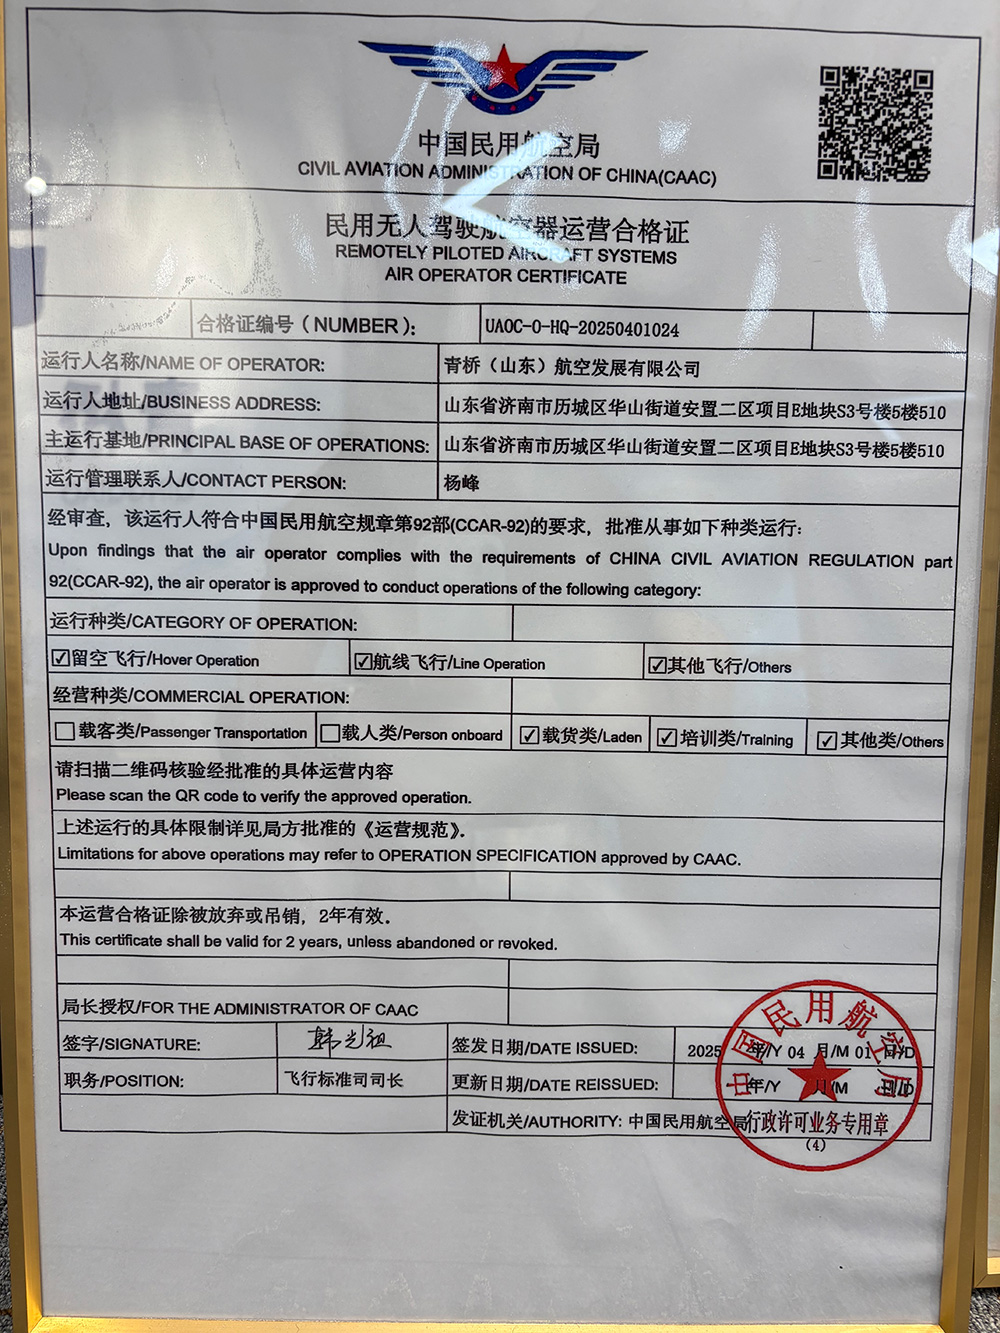 中国民用航空局
CIVIL AVIATION ADMINISTRATION OF CHINA(CAAC)
民用无人驾驶航空器运营合格证
REMOTELY PILOTED AIRCRAFT SYSTEMS
AIR OPERATOR CERTIFICATE
合格证编号（NUMBER）： UAOC-O-HQ-20250401024
运行人名称/NAME OF OPERATOR: 青桥（山东）航空发展有限公司
运行人地址/BUSINESS ADDRESS: 山东省济南市历城区华山街道安置二区项目E地块S3号楼5楼510
主运行基地/PRINCIPAL BASE OF OPERATIONS: 山东省济南市历城区华山街道安置二区项目E地块S3号楼5楼510
运行管理联系人/CONTACT PERSON: 杨峰
经审查，该运行人符合中国民用航空规章第92部(CCAR-92)的要求，批准从事如下种类运行：
Upon findings that the air operator complies with the requirements of CHINA CIVIL AVIATION REGULATION part
92(CCAR-92), the air operator is approved to conduct operations of the following category:
运行种类/CATEGORY OF OPERATION:
☑留空飞行/Hover Operation ☑航线飞行/Line Operation ☑其他飞行/Others
经营种类/COMMERCIAL OPERATION:
☐载客类/Passenger Transportation ☐载人类/Person onboard ☑载货类/Laden ☑培训类/Training ☑其他类/Others
请扫描二维码核验经批准的具体运营内容
Please scan the QR code to verify the approved operation.
上述运行的具体限制详见局方批准的《运营规范》.
Limitations for above operations may refer to OPERATION SPECIFICATION approved by CAAC.
本运营合格证除被放弃或吊销，2年有效.
This certificate shall be valid for 2 years, unless abandoned or revoked.
局长授权/FOR THE ADMINISTRATOR OF CAAC
签字/SIGNATURE: 韩光祖 签发日期/DATE ISSUED: 2025 年/Y 04 月/M 01 日/D
职务/POSITION: 飞行标准司司长 更新日期/DATE REISSUED: 年/Y 月/M 日/D
发证机关/AUTHORITY: 中国民用航空局
中国民用航空局
行政许可业务专用章
(4)